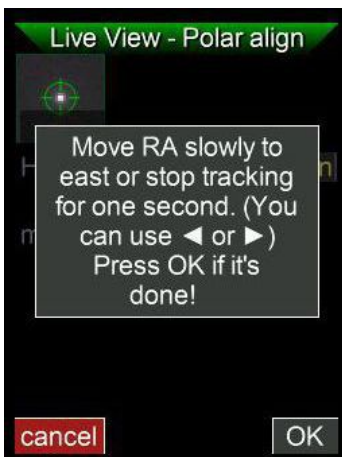 Live View - Polar align
H
n
m
Move RA slowly to
east or stop tracking
for one second. (You
can use ◄ or ►)
Press OK if it's
done!
cancel
OK